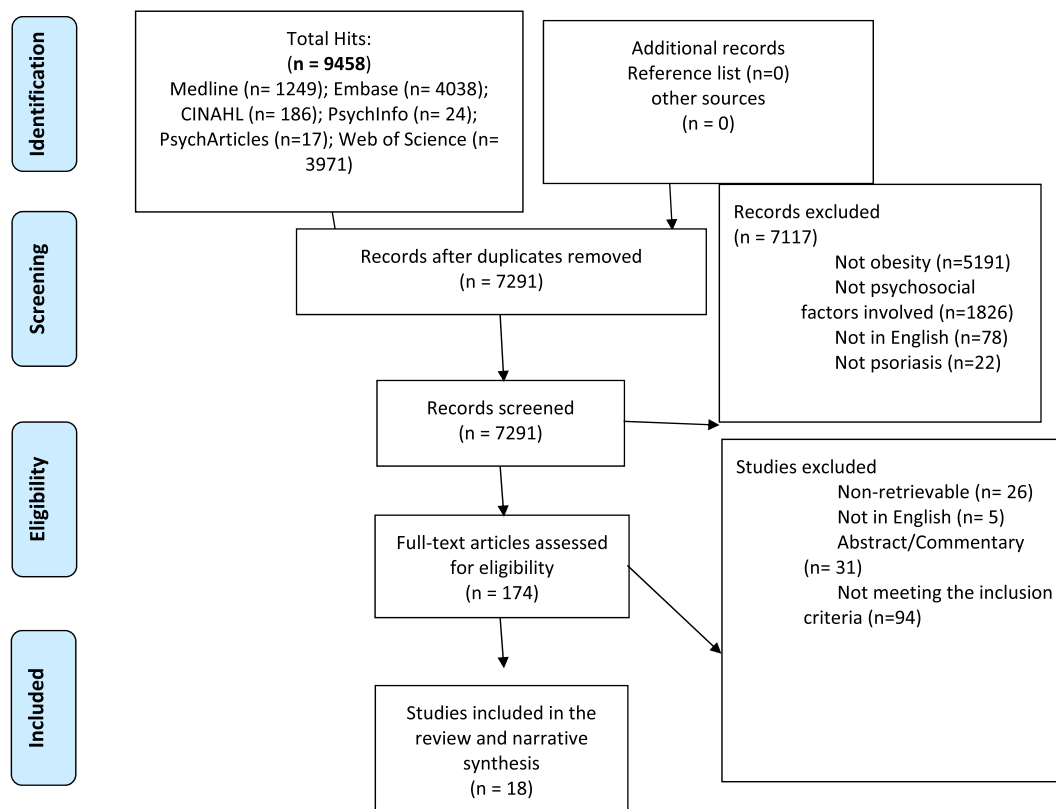 Identification
Total Hits:
(n = 9458)
Medline (n= 1249); Embase (n= 4038);
CINAHL (n= 186); PsychInfo (n= 24);
PsychArticles (n=17); Web of Science (n=
3971)
Additional records
Reference list (n=0)
other sources
(n = 0)
Screening
Records after duplicates removed
(n = 7291)
Records excluded
(n = 7117)
Not obesity (n=5191)
Not psychosocial
factors involved (n=1826)
Not in English (n=78)
Not psoriasis (n=22)
Records screened
(n = 7291)
Eligibility
Full-text articles assessed
for eligibility
(n = 174)
Studies excluded
Non-retrievable (n= 26)
Not in English (n= 5)
Abstract/Commentary
(n= 31)
Not meeting the inclusion
criteria (n=94)
Included
Studies included in the
review and narrative
synthesis
(n = 18)